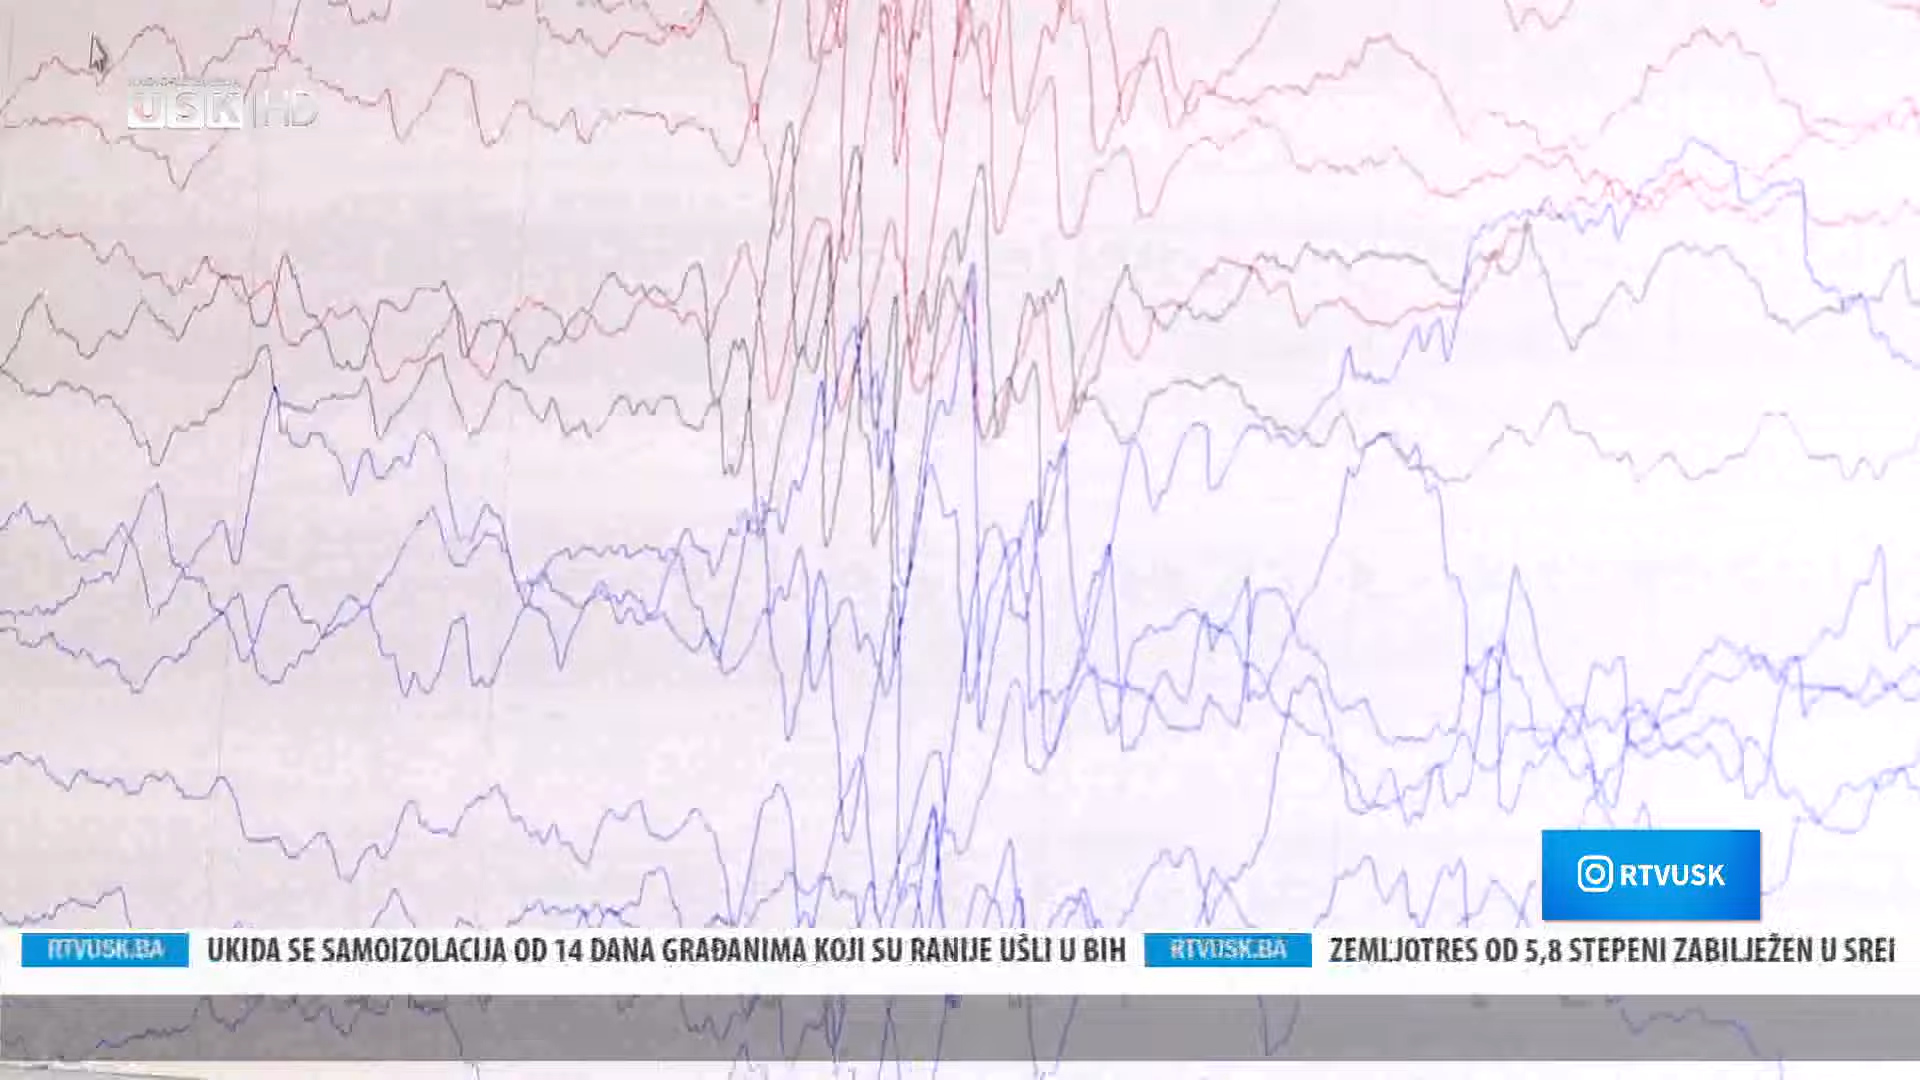 USK HD
RTVUSK
RTVUSK.BA UKIDA SE SAMOIZOLACIJA OD 14 DANA GRAĐANIMA KOJI SU RANIJE UŠLI U BIH RTVUSK.BA ZEMLJOTRES OD 5,8 STEPENI ZABILJEŽEN U SREI